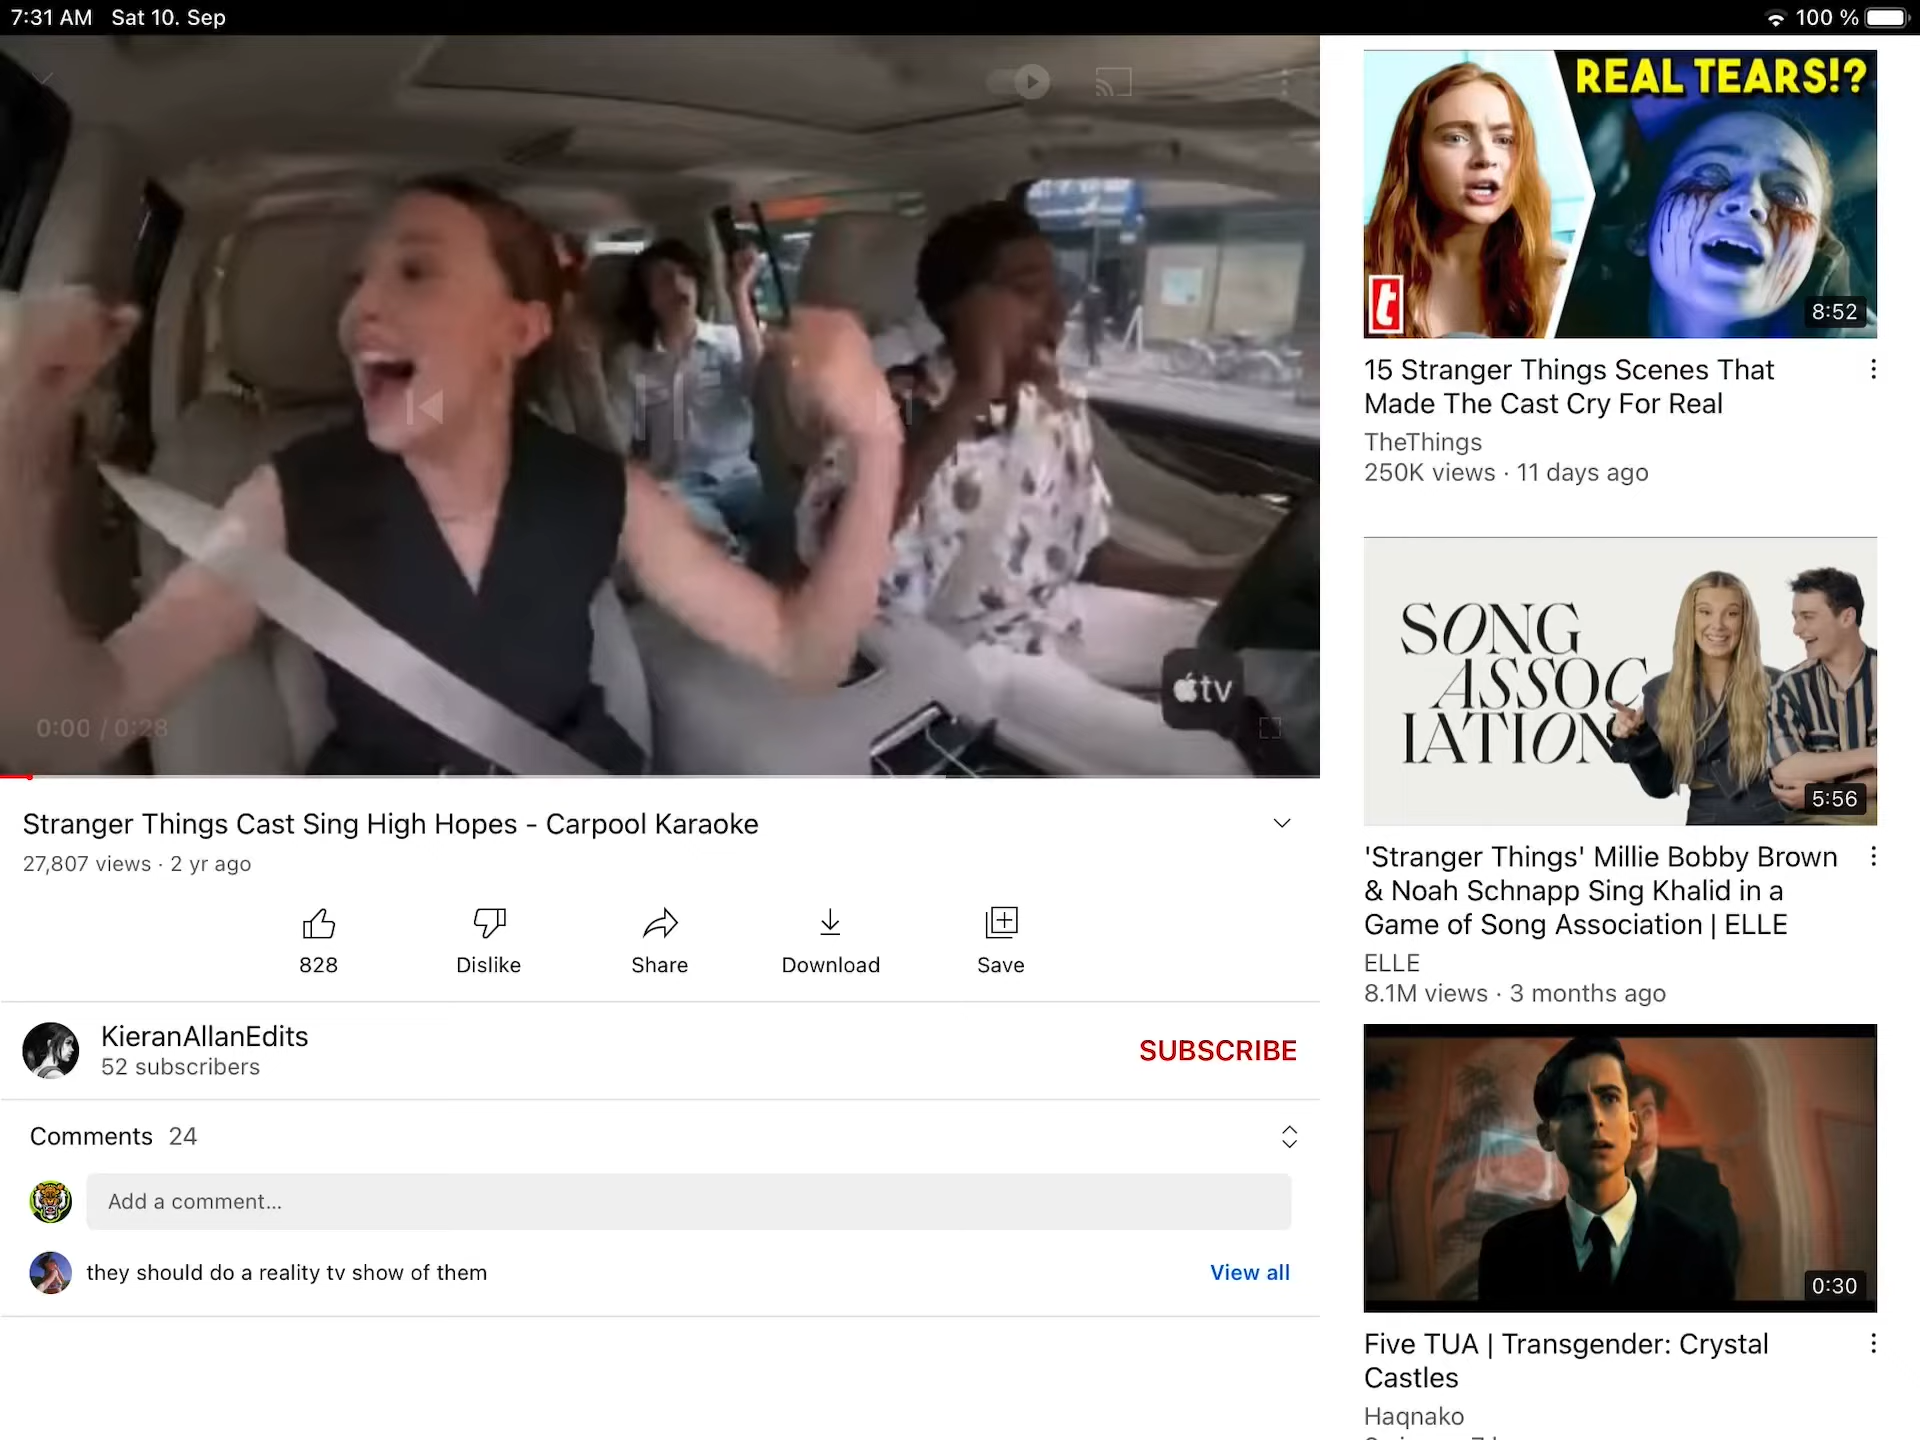 7:31 AM Sat 10. Sep
100 %
tv
0:00 / 0:28
Stranger Things Cast Sing High Hopes - Carpool Karaoke
27,807 views · 2 yr ago
828
Dislike
Share
Download
Save
KieranAllanEdits
52 subscribers
SUBSCRIBE
Comments 24
Add a comment...
they should do a reality tv show of them
View all
REAL TEARS!?
t
8:52
15 Stranger Things Scenes That
Made The Cast Cry For Real
TheThings
250K views · 11 days ago
SONG
ASSOC
IATION
5:56
'Stranger Things' Millie Bobby Brown
& Noah Schnapp Sing Khalid in a
Game of Song Association | ELLE
ELLE
8.1M views · 3 months ago
0:30
Five TUA | Transgender: Crystal
Castles
Haqnako